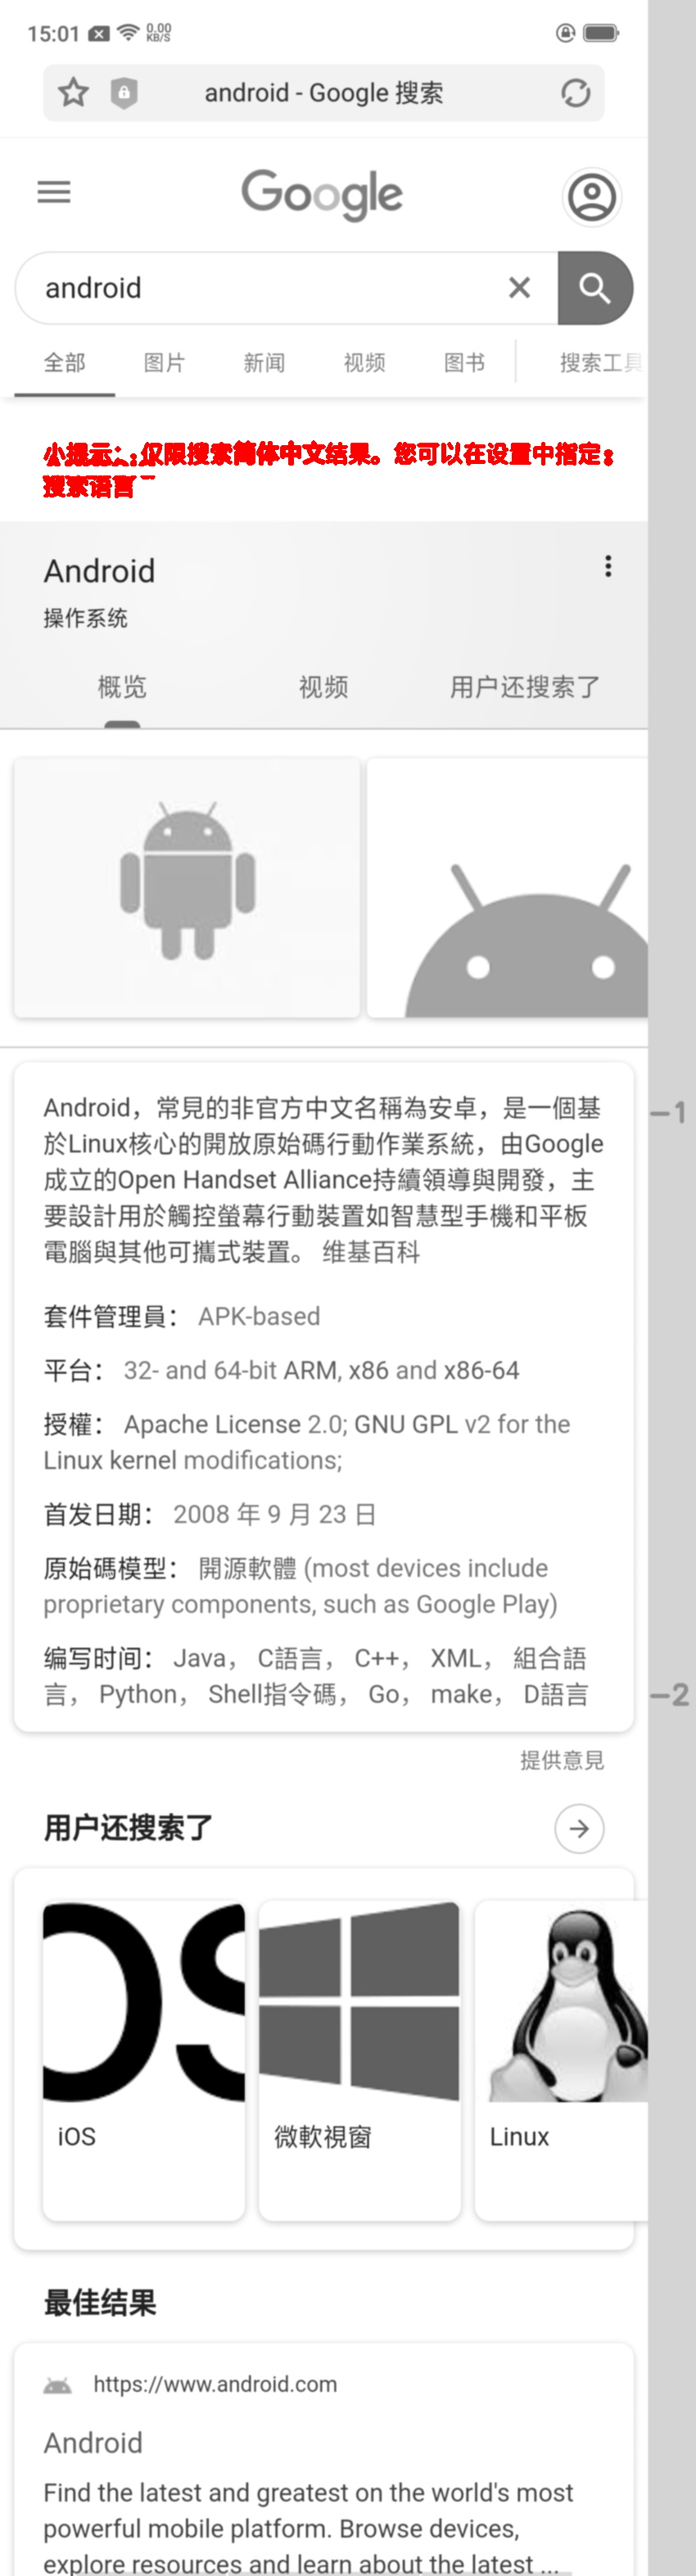 15:01 0.00 KB/S
android - Google 搜索
Google
android
全部 图片 新闻 视频 图书 搜索工具
小提示：仅限搜索简体中文结果。您可以在设置中指定
搜索语言
Android
操作系统
概览 视频 用户还搜索了
Android，常見的非官方中文名稱為安卓，是一個基
於Linux核心的開放原始碼行動作業系統，由Google
成立的Open Handset Alliance持續領導與開發，主
要設計用於觸控螢幕行動裝置如智慧型手機和平板
電腦與其他可攜式裝置。 维基百科
-1
套件管理員： APK-based
平台： 32- and 64-bit ARM, x86 and x86-64
授權： Apache License 2.0; GNU GPL v2 for the
Linux kernel modifications;
首发日期： 2008 年 9 月 23 日
原始碼模型： 開源軟體 (most devices include
proprietary components, such as Google Play)
编写时间： Java， C語言， C++， XML， 組合語
言， Python， Shell指令碼， Go， make， D語言
-2
提供意見
用户还搜索了
OS
iOS 微軟視窗 Linux
最佳结果
https://www.android.com
Android
Find the latest and greatest on the world's most
powerful mobile platform. Browse devices,
explore resources and learn about the latest ...